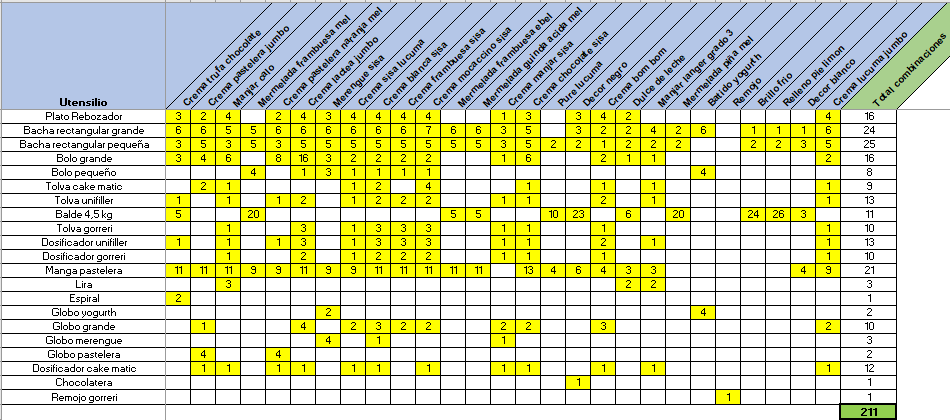 Utensilio Crema trufa chocolate Crema pastelera jumbo Manjar ollo Mermelada frambuesa mel Crema pastelera naranja mel Crema lactea jumbo Merengue sisa Crema sisa lucuma Crema blanca sisa Crema frambuesa sisa Crema mocaccino sisa Mermelada frambuesa ebel Mermelada guinda acida mel Crema manjar sisa Crema chocolate sisa Pure lucuma Decor negro Crema bom bom Dulce de leche Manjar langer grado 3 Mermelada piña mel Batido yogurth Remojo Brillo frio Relleno pie limon Decor blanco Crema lucuma jumbo Total combinaciones
Plato Rebozador 3 2 4 2 4 3 4 4 4 4 1 3 3 4 2 4 16
Bacha rectangular grande 6 6 5 5 6 6 6 6 6 6 7 6 6 3 5 3 2 2 4 2 6 1 1 1 5 24
Bacha rectangular pequeña 3 5 3 5 3 5 5 5 5 5 5 5 5 3 5 2 2 1 2 2 2 2 2 3 5 25
Bolo grande 3 4 6 8 16 3 2 2 2 2 1 6 2 1 1 2 16
Bolo pequeño 4 1 3 1 1 1 1 4 8
Tolva cake matic 2 1 1 2 4 1 1 1 1 9
Tolva unifiller 1 1 1 2 1 2 2 2 1 1 2 1 1 13
Balde 4,5 kg 5 20 5 5 10 23 6 20 24 26 3 11
Tolva gorreri 1 3 1 3 3 3 1 1 2 1 10
Dosificador unifiller 1 1 1 3 1 3 3 3 1 1 2 1 1 13
Dosificador gorreri 1 2 1 2 2 2 1 1 1 1 10
Manga pastelera 11 11 11 9 9 11 9 9 11 11 11 11 11 13 4 6 4 3 3 4 9 21
Lira 3 2 2 3
Espiral 2 1
Globo yogurth 2 4 2
Globo grande 1 4 2 3 2 2 2 2 3 2 10
Globo merengue 4 1 1 3
Globo pastelera 4 4 2
Dosificador cake matic 1 1 1 1 1 1 1 1 1 1 1 1 12
Chocolatera 1 1
Remojo gorreri 1 1
211